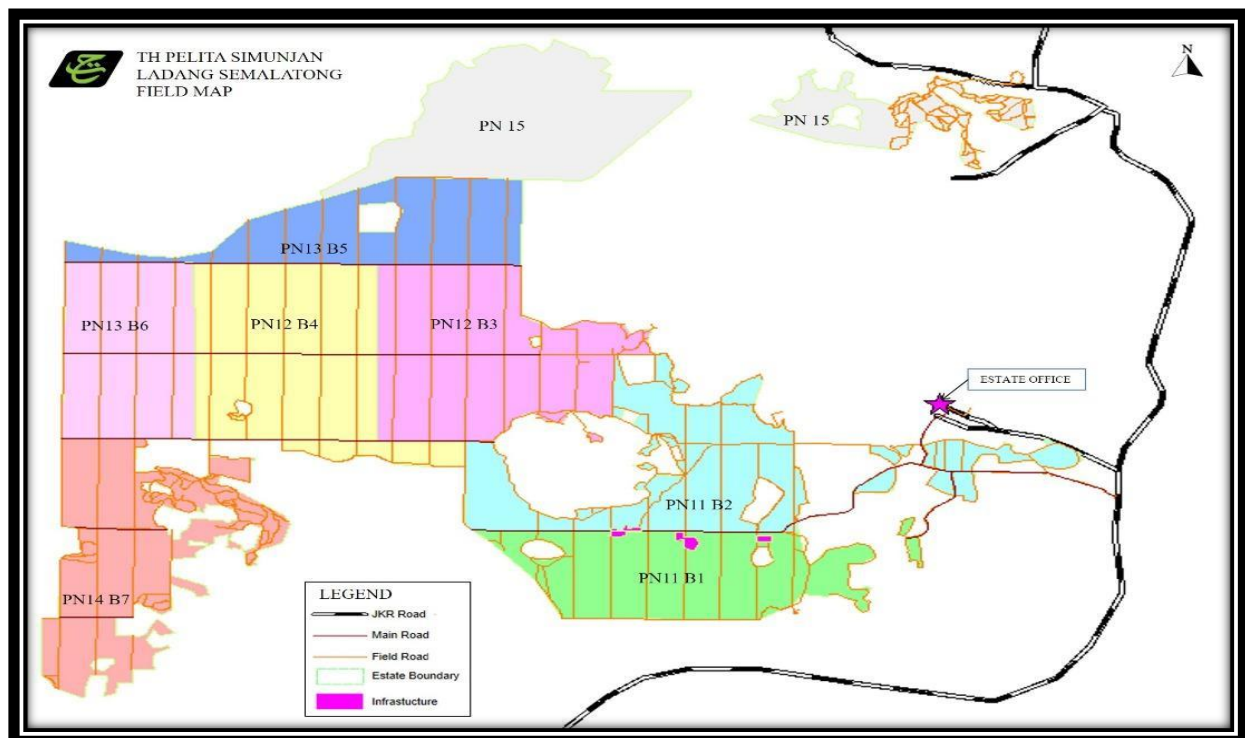 TH PELITA SIMUNJAN
LADANG SEMALATONG
FIELD MAP
N
PN 15
PN 15
PN13 B5
PN13 B6
PN12 B4
PN12 B3
ESTATE OFFICE
PN11 B2
PN11 B1
PN14 B7
LEGEND
JKR Road
Main Road
Field Road
Estate Boundary
Infrastucture